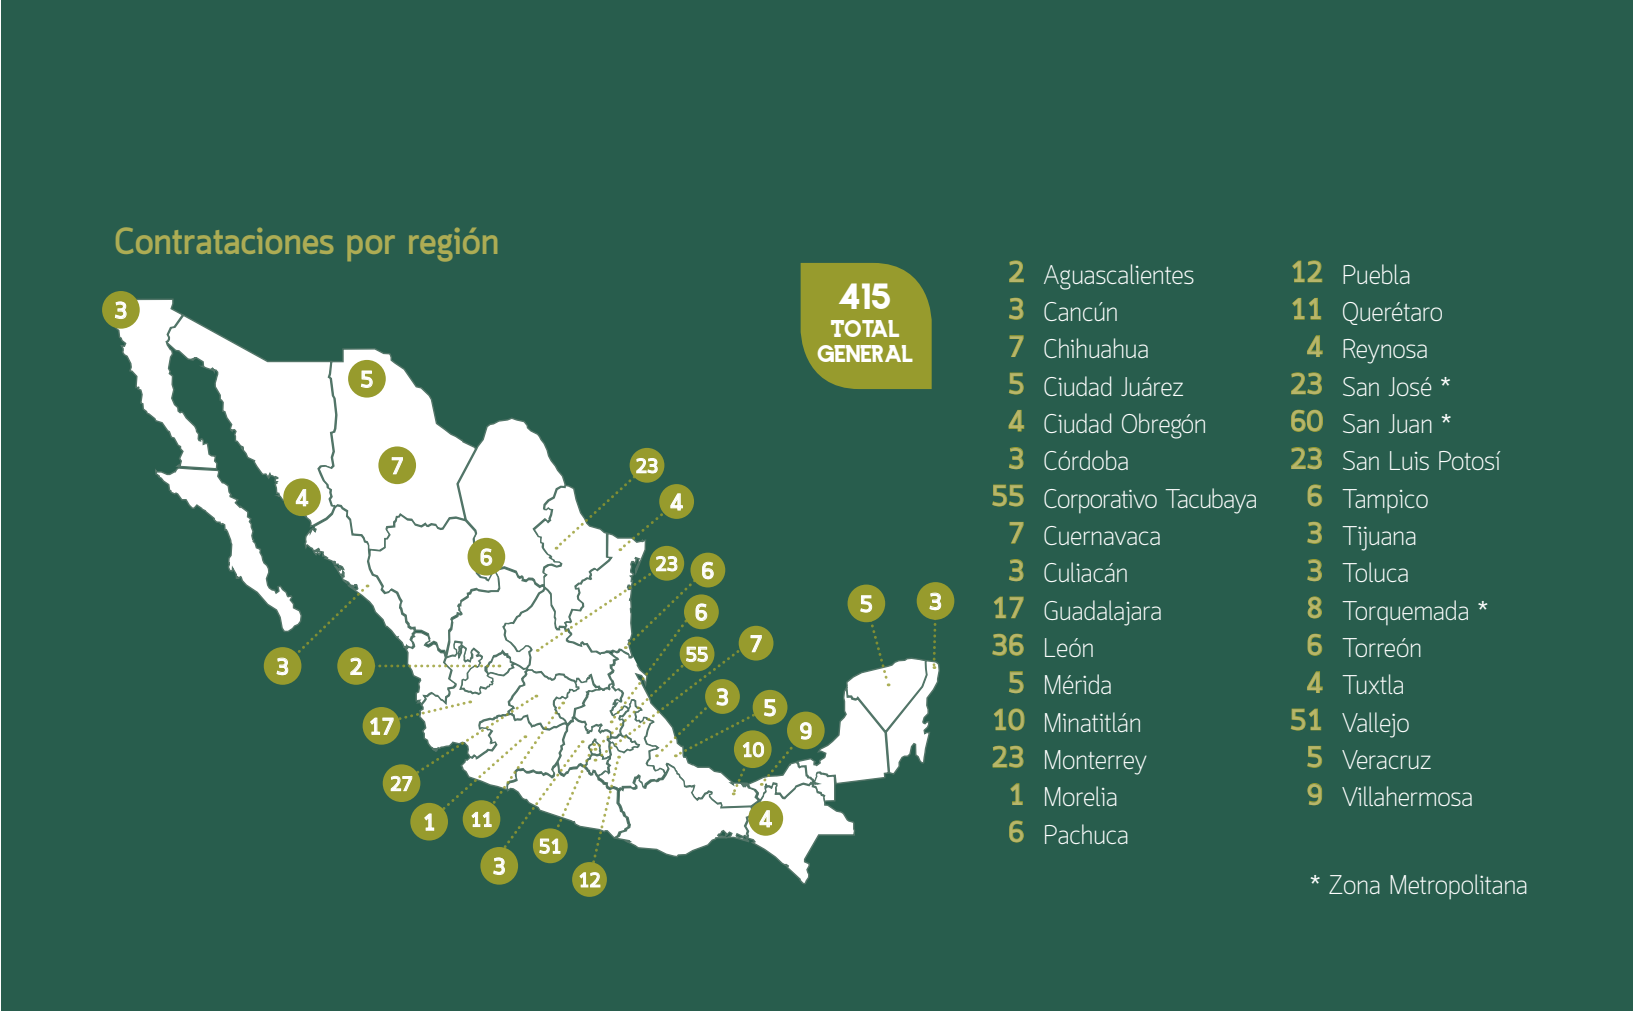 Contrataciones por región
415
TOTAL
GENERAL
3
5
7
4
23
4
6
23
6
6
55
7
5
3
3
2
3
5
17
9
10
27
4
1
11
51
3
12
2 Aguascalientes
3 Cancún
7 Chihuahua
5 Ciudad Juárez
4 Ciudad Obregón
3 Córdoba
55 Corporativo Tacubaya
7 Cuernavaca
3 Culiacán
17 Guadalajara
36 León
5 Mérida
10 Minatitlán
23 Monterrey
1 Morelia
6 Pachuca
12 Puebla
11 Querétaro
4 Reynosa
23 San José *
60 San Juan *
23 San Luis Potosí
6 Tampico
3 Tijuana
3 Toluca
8 Torquemada *
6 Torreón
4 Tuxtla
51 Vallejo
5 Veracruz
9 Villahermosa
* Zona Metropolitana